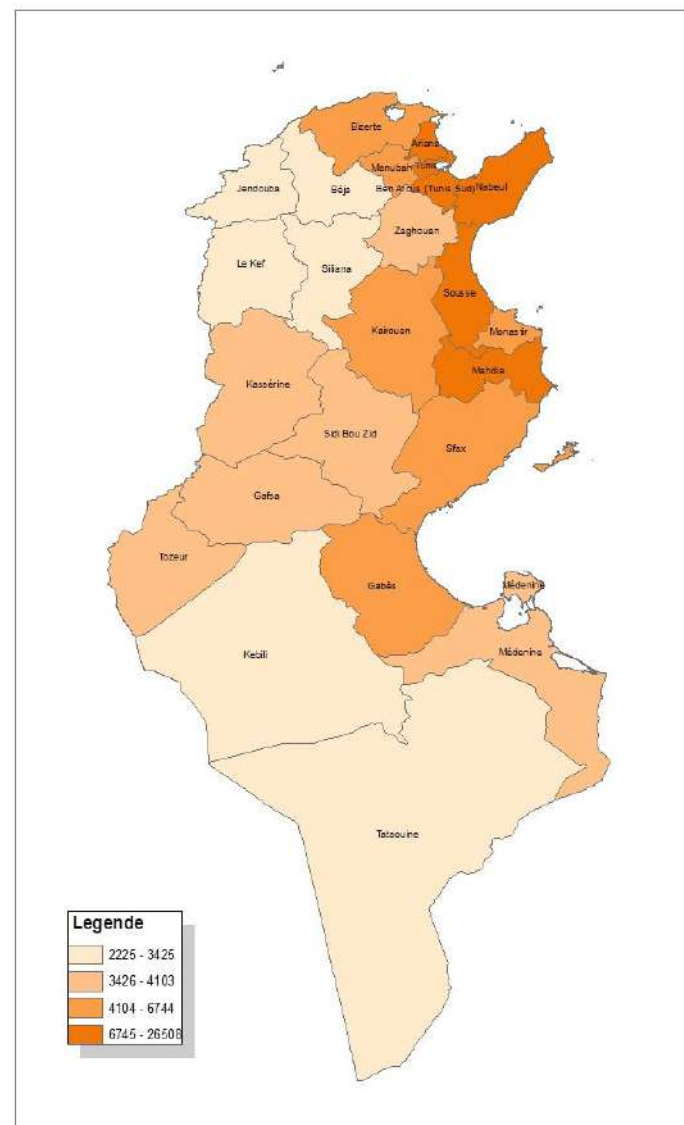 Bizerte
Ariana
Tunis
Manubah
Jendouba
Béja
Ben Arous (Tunis Sud)
Nabeul
Zaghouan
Le Kef
Siliana
Sousse
Kairouan
Monastir
Mahdia
Kassérine
Sidi Bou Zid
Sfax
Gafsa
Tozeur
Gabès
Médenine
Médenine
Kebili
Tataouine
Legende
2225 - 3425
3426 - 4103
4104 - 6744
6745 - 26508